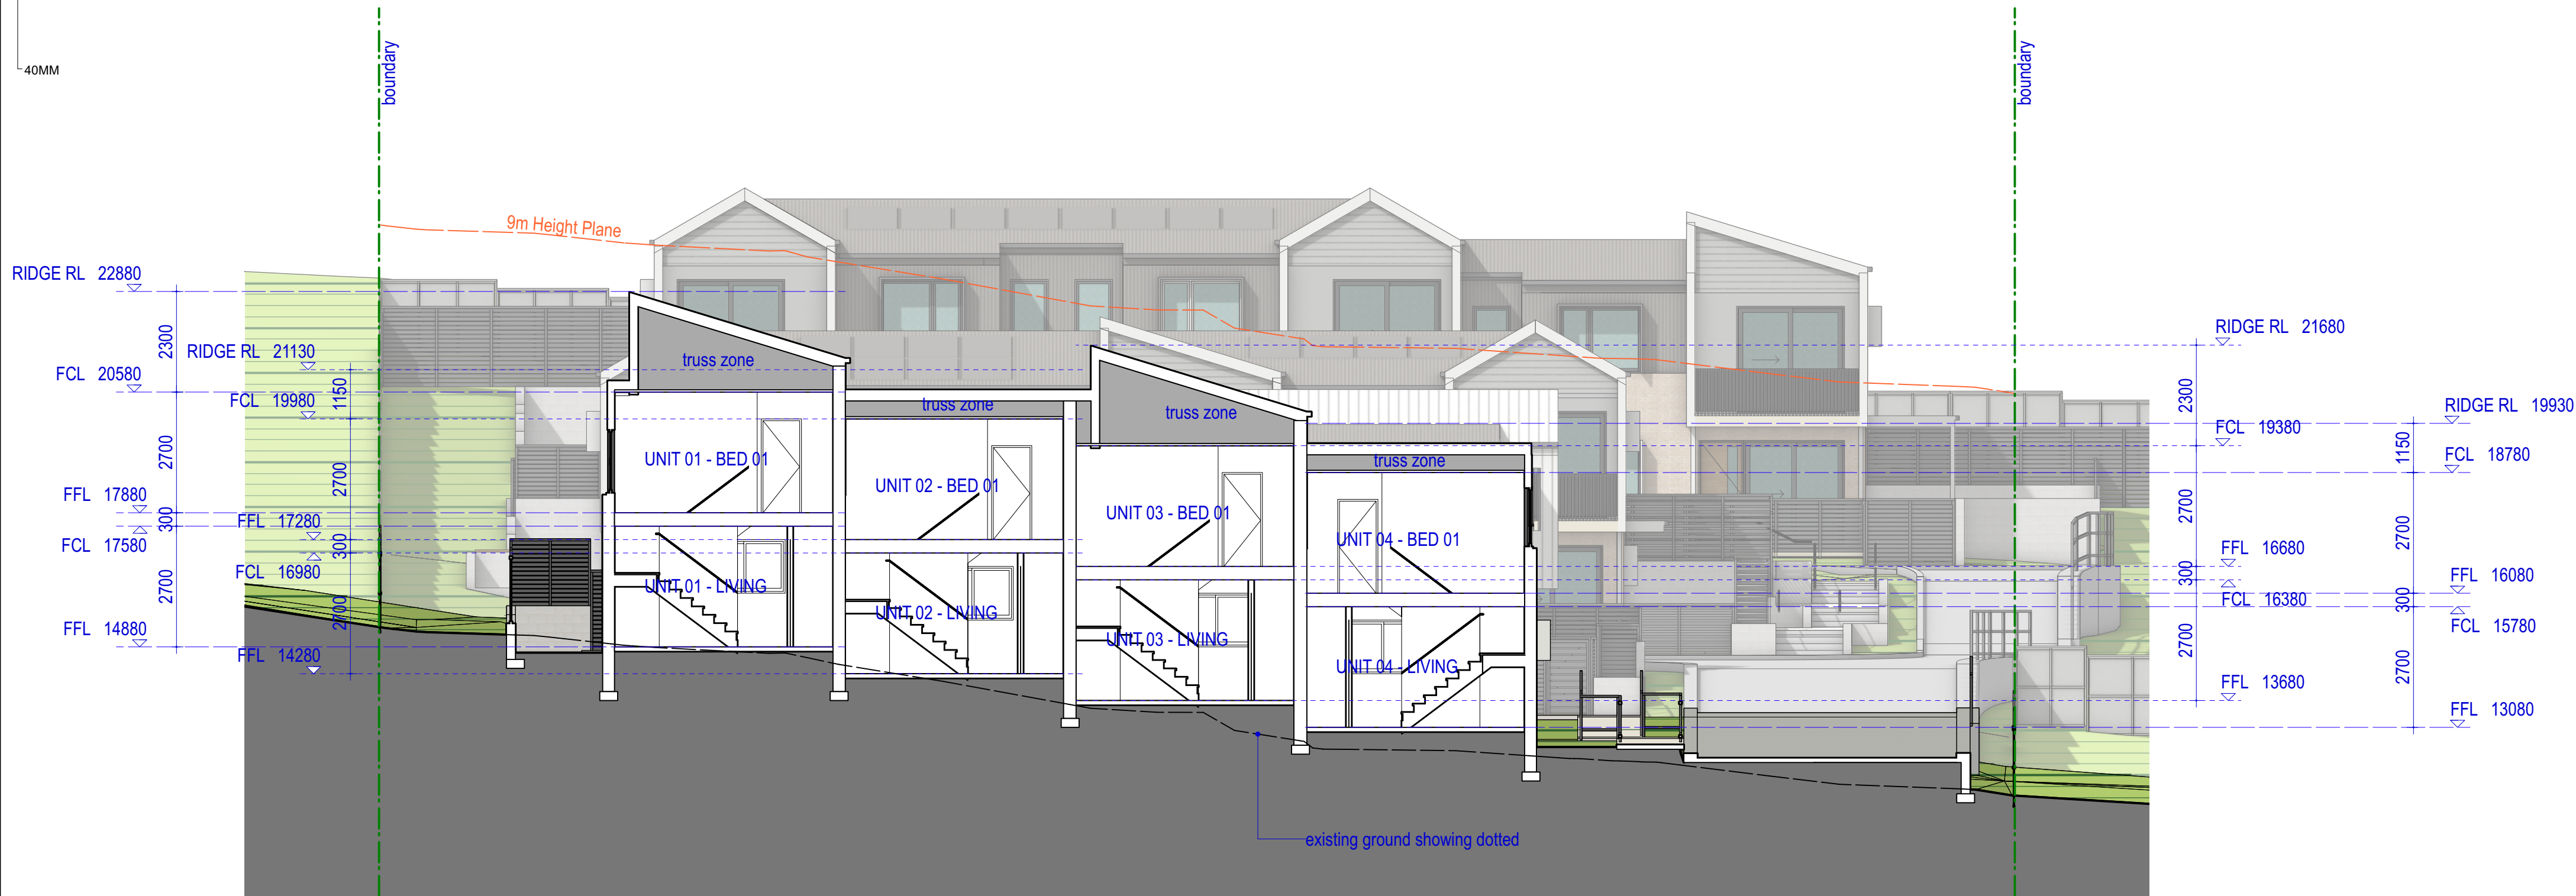 40MM
boundary
boundary
9m Height Plane
RIDGE RL 22880
2300
RIDGE RL 21130
FCL 20580
1150
FCL 19980
2700
2700
FFL 17880
300
FFL 17280
FCL 17580
300
FCL 16980
2700
2700
FFL 14880
FFL 14280
truss zone
truss zone
truss zone
truss zone
UNIT 01 - BED 01
UNIT 02 - BED 01
UNIT 03 - BED 01
UNIT 04 - BED 01
UNIT 01 - LIVING
UNIT 02 - LIVING
UNIT 03 - LIVING
UNIT 04 - LIVING
existing ground showing dotted
RIDGE RL 21680
2300
RIDGE RL 19930
FCL 19380
1150
FCL 18780
2700
2700
FFL 16680
300
FFL 16080
FCL 16380
300
FCL 15780
2700
2700
FFL 13680
FFL 13080